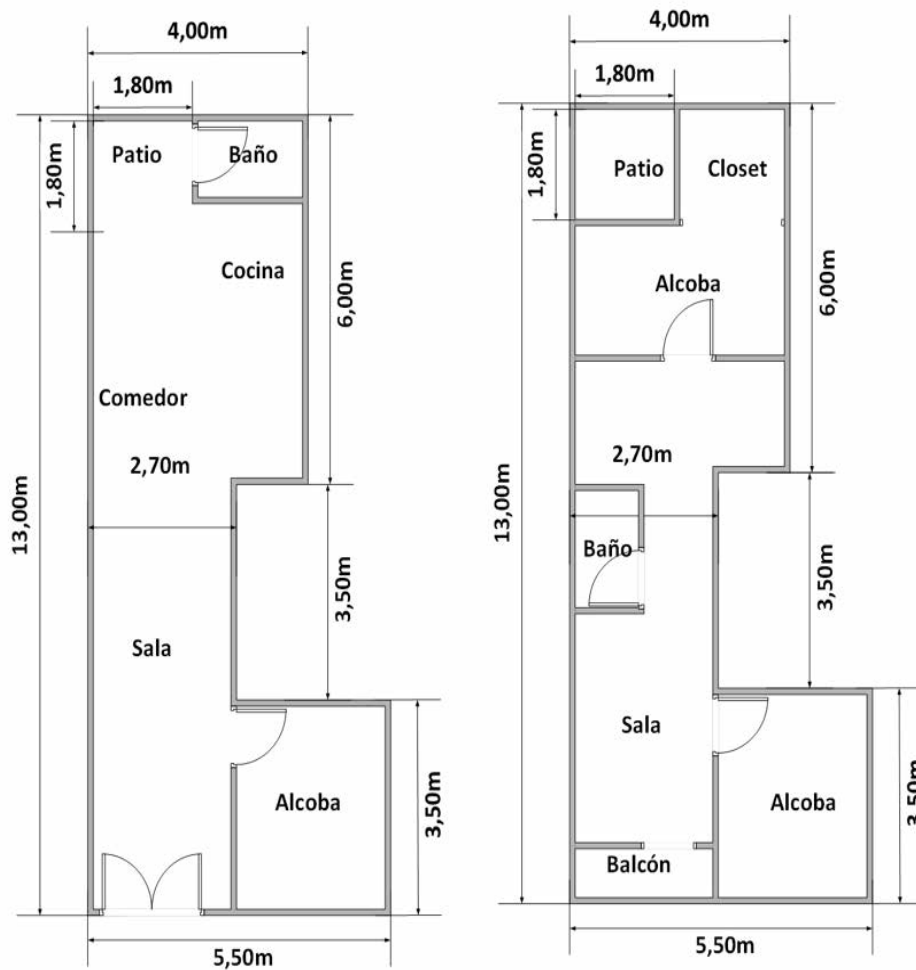 4,00m
1,80m
Patio
Baño
1,80m
Cocina
6,00m
Comedor
2,70m
13,00m
3,50m
Sala
Alcoba
3,50m
5,50m
4,00m
1,80m
Patio
Closet
1,80m
Alcoba
6,00m
2,70m
13,00m
Baño
3,50m
Sala
Alcoba
3,50m
Balcón
5,50m